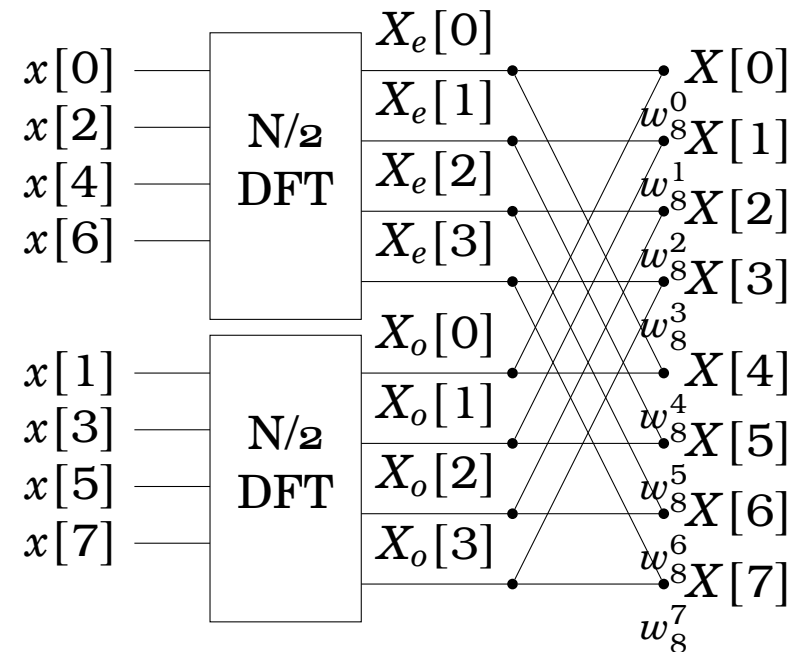 x[0]
x[2]
x[4]
x[6]
N/2
DFT
X_e[0]
X_e[1]
X_e[2]
X_e[3]
x[1]
x[3]
x[5]
x[7]
N/2
DFT
X_o[0]
X_o[1]
X_o[2]
X_o[3]
X[0]
w_8^0
X[1]
w_8^1
X[2]
w_8^2
X[3]
w_8^3
X[4]
w_8^4
X[5]
w_8^5
X[6]
w_8^6
X[7]
w_8^7